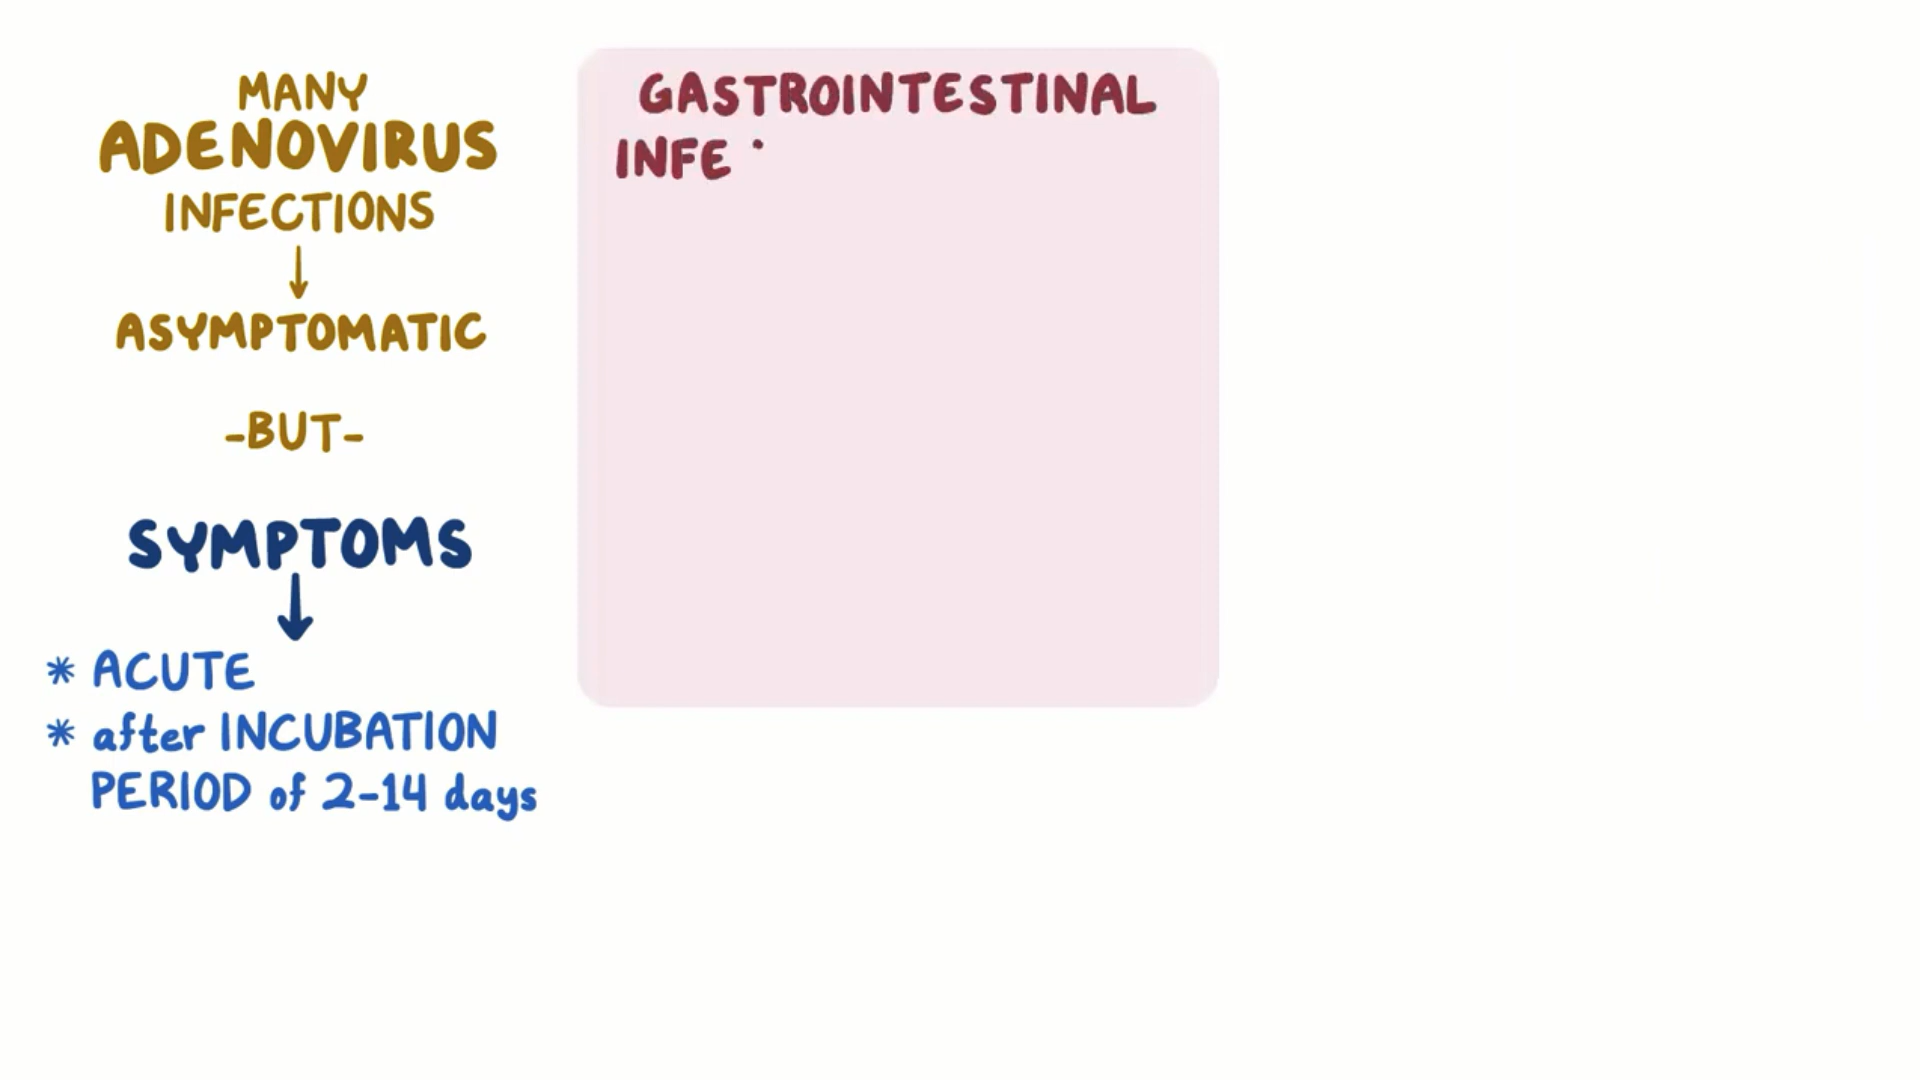 MANY
ADENOVIRUS
INFECTIONS
ASYMPTOMATIC
-BUT-
SYMPTOMS
* ACUTE
* after INCUBATION
PERIOD of 2-14 days
GASTROINTESTINAL
INFE